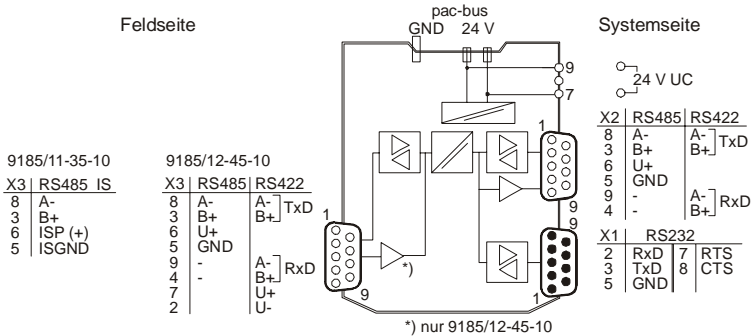 Feldseite
pac-bus
GND 24 V
Systemseite
9
7
24 V UC
X2 RS485 RS422
8 A- A- TxD
3 B+ B+
6 U+
5 GND
9 - A- RxD
4 - B+
X1 RS232
2 RxD 7 RTS
3 TxD 8 CTS
5 GND
9185/11-35-10
X3 RS485 IS
8 A-
3 B+
6 ISP (+)
5 ISGND
9185/12-45-10
X3 RS485 RS422
8 A- A- TxD
3 B+ B+
6 U+
5 GND
9 - A- RxD
4 - B+
7 U+
2 U-
1
9
*)
1
9
9
1
*) nur 9185/12-45-10